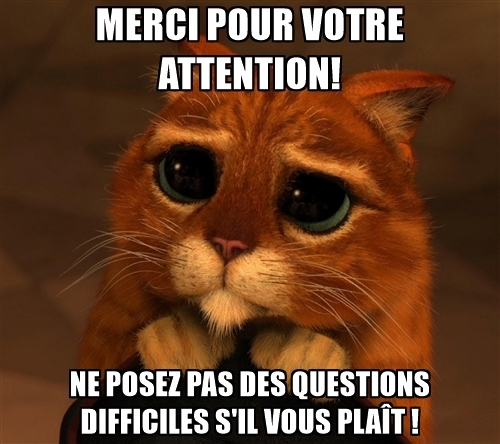 MERCI POUR VOTRE
ATTENTION!
NE POSEZ PAS DES QUESTIONS
DIFFICILES S'IL VOUS PLAÎT !